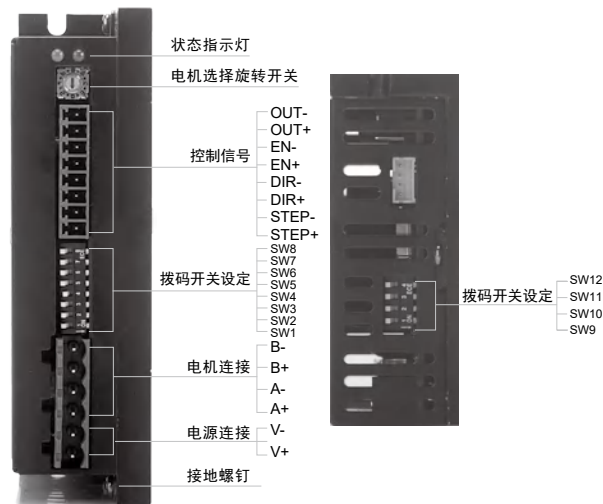 状态指示灯
电机选择旋转开关
控制信号
OUT-
OUT+
EN-
EN+
DIR-
DIR+
STEP-
STEP+
拨码开关设定
SW8
SW7
SW6
SW5
SW4
SW3
SW2
SW1
电机连接
B-
B+
A-
A+
电源连接
V-
V+
接地螺钉
拨码开关设定
SW12
SW11
SW10
SW9